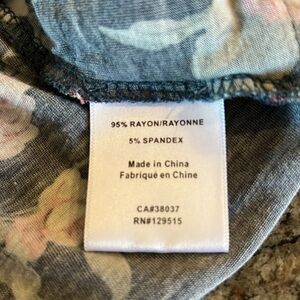 95% RAYON/RAYONNE
5% SPANDEX
Made in China
Fabriqué en Chine
CA#38037
RN#129515